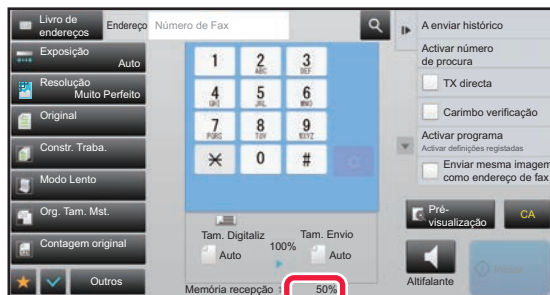 Livro de
endereços
Endereço
Número de Fax
Exposição
Auto
Resolução
Muito Perfeito
Original
Constr. Traba.
Modo Lento
Org. Tam. Mst.
Contagem original
Outros
1
2
ABC
3
DEF
4
GHI
5
JKL
6
MNO
7
PQRS
8
TUV
9
WXYZ
0
#
C
Tam. Digitaliz
100%
Tam. Envio
Auto
Auto
Memória recepção :
50%
A enviar histórico
Activar número
de procura
TX directa
Carimbo verificação
Activar programa
Activar definições registadas
Enviar mesma imagem
como endereço de fax
Pré-
visualização
CA
Altifalante